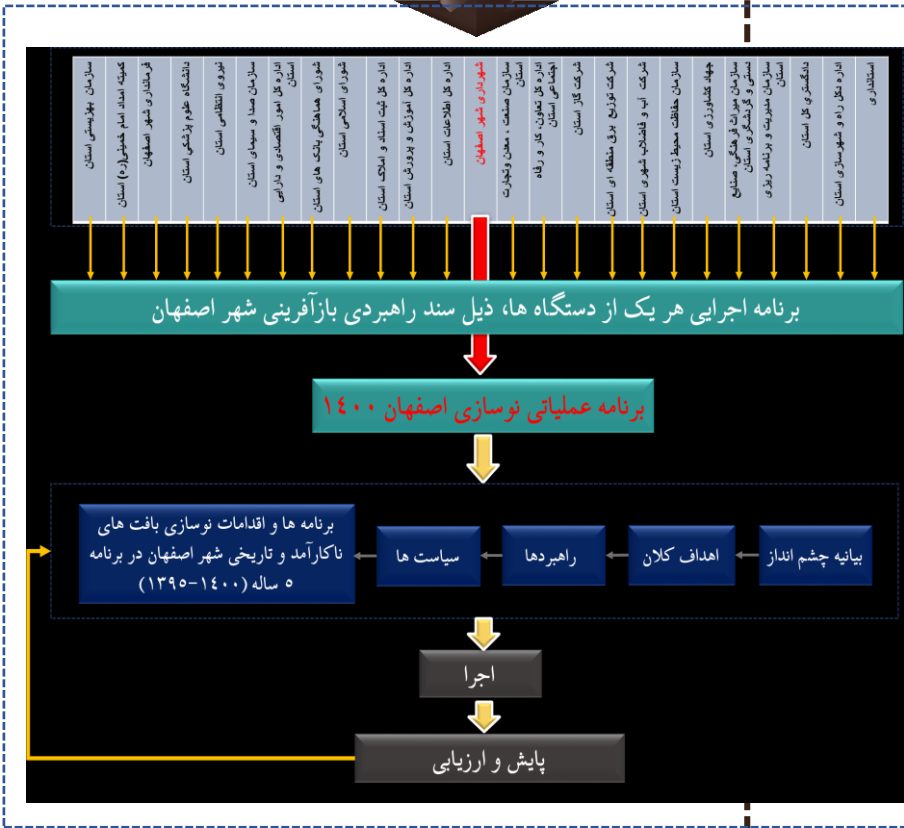 استانداری
اداره کل راه و شهرسازی استان
دادگستری کل استان
سازمان مدیریت و برنامه ریزی
استان
سازمان میراث فرهنگی، صنایع
دستی و گردشگری استان
جهاد کشاورزی استان
سازمان حفاظت محیط زیست استان
شرکت آب و فاضلاب شهری استان
شرکت توزیع برق منطقه ای استان
شرکت گاز استان
اداره کل تعاون، کار و رفاه
اجتماعی استان
سازمان صنعت ، معدن وتجارت
استان
شهرداری شهر اصفهان
اداره کل اطلاعات استان
اداره کل آموزش و پرورش استان
اداره کل ثبت اسناد و املاک استان
شورای اسلامی استان
شورای هماهنگی بانک های استان
اداره کل امور اقتصادی و دارایی
استان
سازمان صدا و سیمای استان
نیروی انتظامی استان
دانشگاه علوم پزشکی استان
فرمانداری شهر اصفهان
کمیته امداد امام خمینی(ره) استان
سازمان بهزیستی استان
برنامه اجرایی هر یک از دستگاه ها، ذیل سند راهبردی بازآفرینی شهر اصفهان
برنامه عملیاتی نوسازی اصفهان ۱۴۰۰
بیانیه چشم انداز
اهداف کلان
راهبردها
سیاست ها
برنامه ها و اقدامات نوسازی بافت های
ناکارآمد و تاریخی شهر اصفهان در برنامه
۵ ساله (۱۴۰۰-۱۳۹۵)
اجرا
پایش و ارزیابی